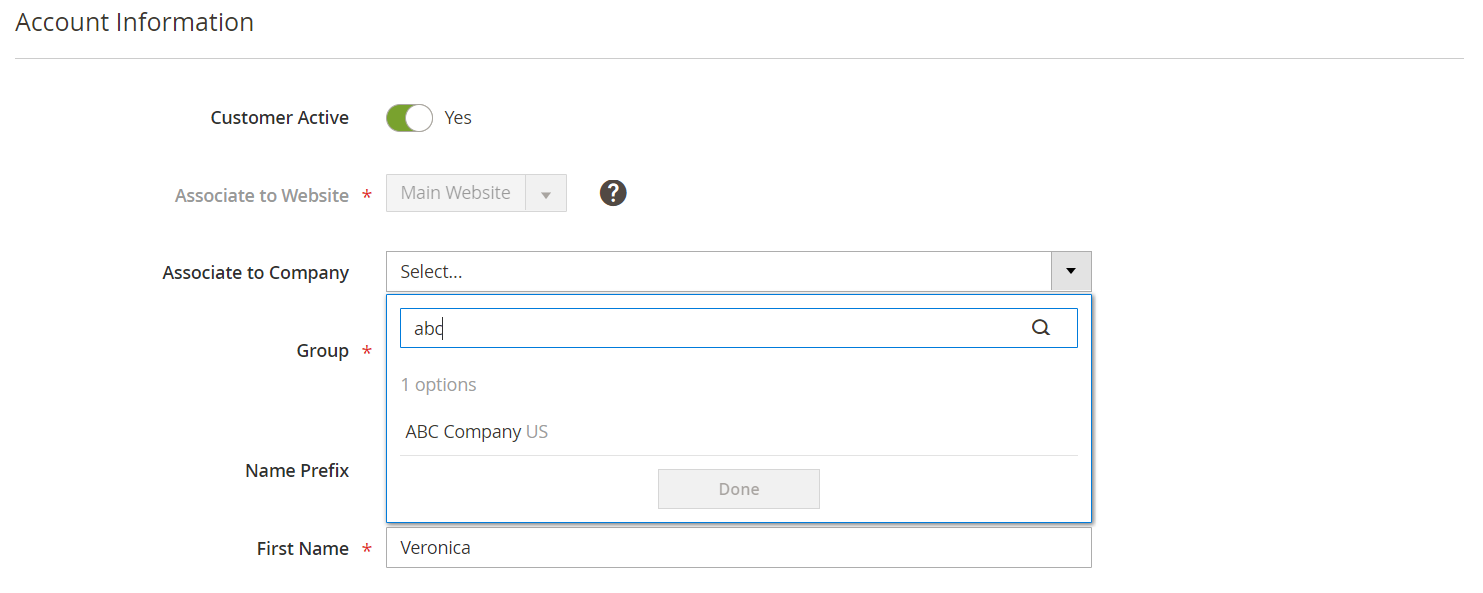 Account Information
Customer Active Yes
Associate to Website * Main Website ?
Associate to Company Select...
abc
Group *
1 options
ABC Company US
Name Prefix
Done
First Name * Veronica